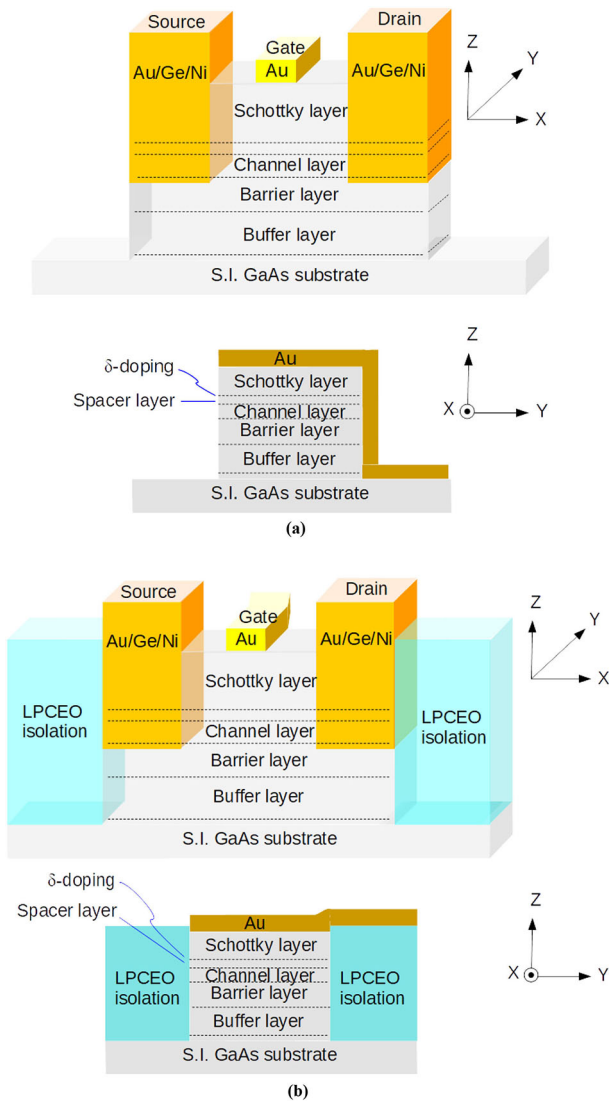 Source
Drain
Gate
Au/Ge/Ni
Au
Au/Ge/Ni
Z
Y
X
Schottky layer
Channel layer
Barrier layer
Buffer layer
S.I. GaAs substrate
δ-doping
Spacer layer
Au
Schottky layer
Channel layer
Barrier layer
Buffer layer
S.I. GaAs substrate
Z
X
Y
(a)
Source
Drain
Gate
Au/Ge/Ni
Au
Au/Ge/Ni
Z
Y
X
LPCEO
isolation
Schottky layer
LPCEO
isolation
Channel layer
Barrier layer
Buffer layer
S.I. GaAs substrate
δ-doping
Spacer layer
Au
LPCEO
isolation
Schottky layer
Channel layer
Barrier layer
Buffer layer
LPCEO
isolation
S.I. GaAs substrate
Z
X
Y
(b)